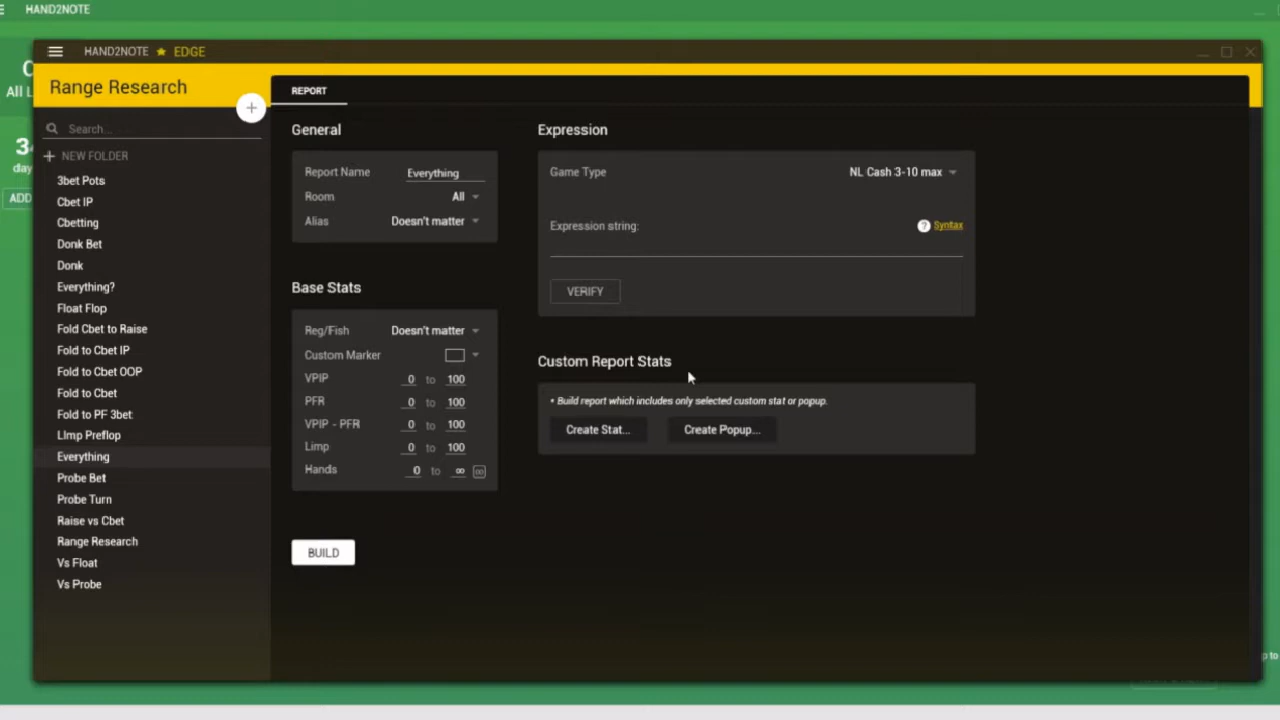 HAND2NOTE
HAND2NOTE ★ EDGE
Range Research
REPORT
Search...
NEW FOLDER
3bet Pots
Cbet IP
Cbetting
Donk Bet
Donk
Everything?
Float Flop
Fold Cbet to Raise
Fold to Cbet IP
Fold to Cbet OOP
Fold to Cbet
Fold to PF 3bet
LImp Preflop
Everything
Probe Bet
Probe Turn
Raise vs Cbet
Range Research
Vs Float
Vs Probe
General
Report Name Everything
Room All
Alias Doesn't matter
Base Stats
Reg/Fish Doesn't matter
Custom Marker
VPIP 0 to 100
PFR 0 to 100
VPIP - PFR 0 to 100
Limp 0 to 100
Hands 0 to ∞ ∞
BUILD
Expression
Game Type NL Cash 3-10 max
Expression string: ? Syntax
VERIFY
Custom Report Stats
• Build report which includes only selected custom stat or popup.
Create Stat... Create Popup...
All L
day
ADD
p to